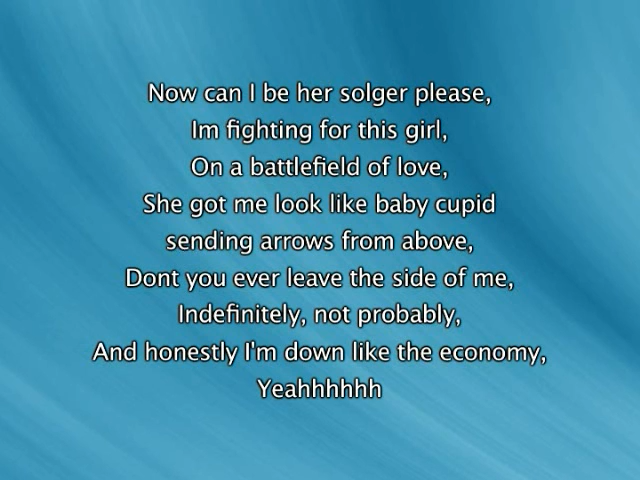 Now can I be her solger please,
Im fighting for this girl,
On a battlefield of love,
She got me look like baby cupid
sending arrows from above,
Dont you ever leave the side of me,
Indefinitely, not probably,
And honestly I'm down like the economy,
Yeahhhhhh